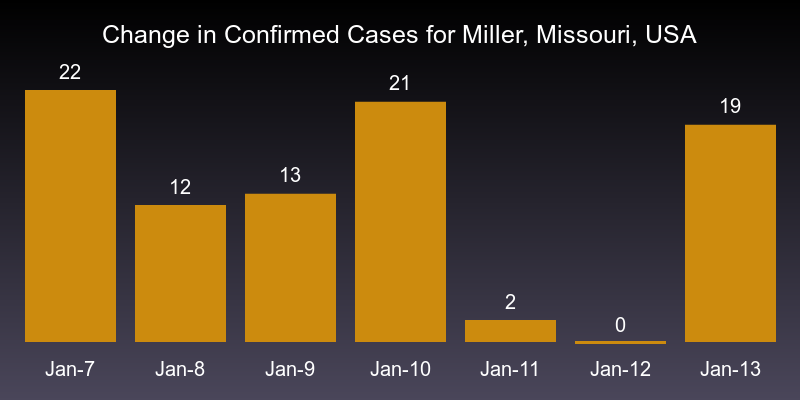 Change in Confirmed Cases for Miller, Missouri, USA
22
12
13
21
2
0
19
Jan-7
Jan-8
Jan-9
Jan-10
Jan-11
Jan-12
Jan-13